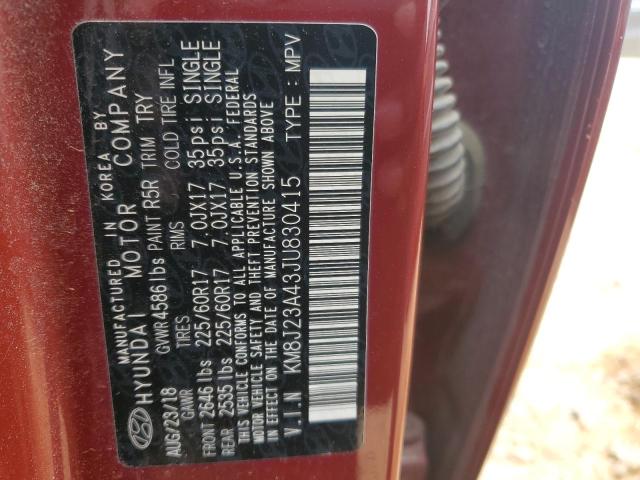 MANUFACTURED IN KOREA BY
HYUNDAI MOTOR COMPANY
AUG/23/18 GVWR 4586 lbs PAINT R5R TRIM TRY
GAWR TIRES RIMS COLD TIRE INFL
FRONT 2646 lbs 225/60R17 7.0JX17 35psi SINGLE
REAR 2535 lbs 225/60R17 7.0JX17 35psi SINGLE
THIS VEHICLE CONFORMS TO ALL APPLICABLE U.S.A. FEDERAL
MOTOR VEHICLE SAFETY AND THEFT PREVENTION STANDARDS
IN EFFECT ON THE DATE OF MANUFACTURE SHOWN ABOVE
V.I.N KM8J23A43JU830415 TYPE : MPV